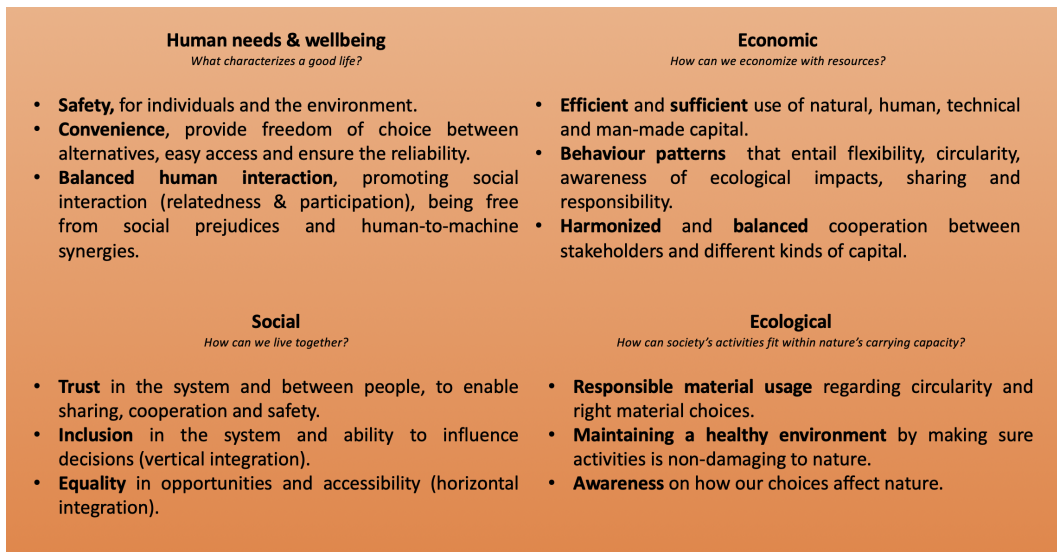 Human needs & wellbeing
What characterizes a good life?
• Safety, for individuals and the environment.
• Convenience, provide freedom of choice between
alternatives, easy access and ensure the reliability.
• Balanced human interaction, promoting social
interaction (relatedness & participation), being free
from social prejudices and human-to-machine
synergies.
Economic
How can we economize with resources?
• Efficient and sufficient use of natural, human, technical
and man-made capital.
• Behaviour patterns that entail flexibility, circularity,
awareness of ecological impacts, sharing and
responsibility.
• Harmonized and balanced cooperation between
stakeholders and different kinds of capital.
Social
How can we live together?
• Trust in the system and between people, to enable
sharing, cooperation and safety.
• Inclusion in the system and ability to influence
decisions (vertical integration).
• Equality in opportunities and accessibility (horizontal
integration).
Ecological
How can society's activities fit within nature's carrying capacity?
• Responsible material usage regarding circularity and
right material choices.
• Maintaining a healthy environment by making sure
activities is non-damaging to nature.
• Awareness on how our choices affect nature.